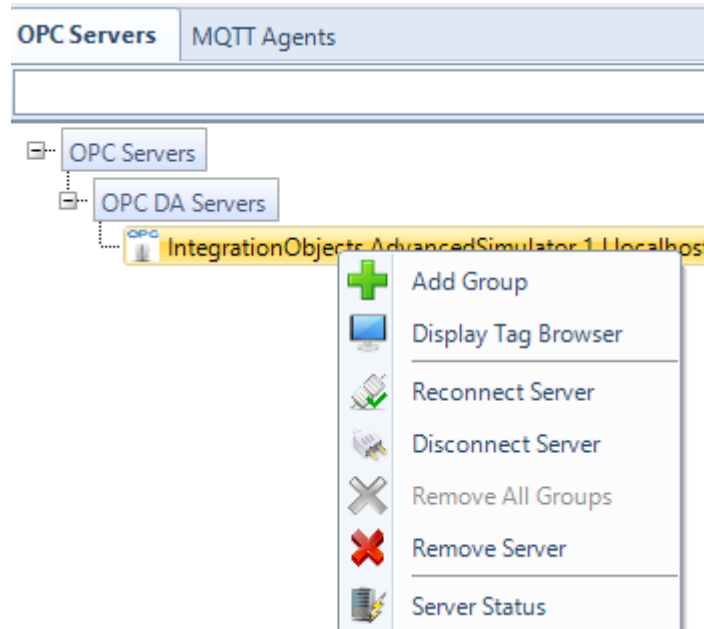 OPC Servers
MQTT Agents
OPC Servers
OPC DA Servers
OPC
IntegrationObjects.AdvancedSimulator.1 | localhost
Add Group
Display Tag Browser
Reconnect Server
Disconnect Server
Remove All Groups
Remove Server
Server Status